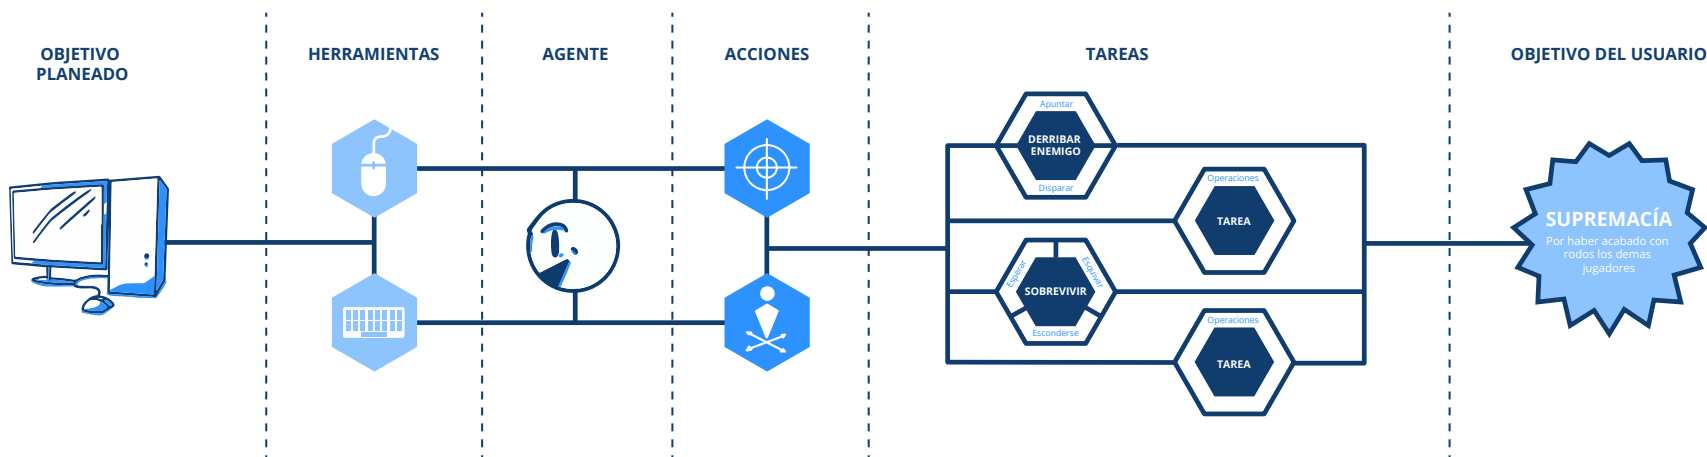 OBJETIVO
PLANEADO
HERRAMIENTAS
AGENTE
ACCIONES
TAREAS
OBJETIVO DEL USUARIO
Apuntar
DERRIBAR
ENEMIGO
Disparar
Operaciones
TAREA
Esperar
Esquivar
SOBREVIVIR
Esconderse
Operaciones
TAREA
SUPREMACÍA
Por haber acabado con
rodos los demas
jugadores